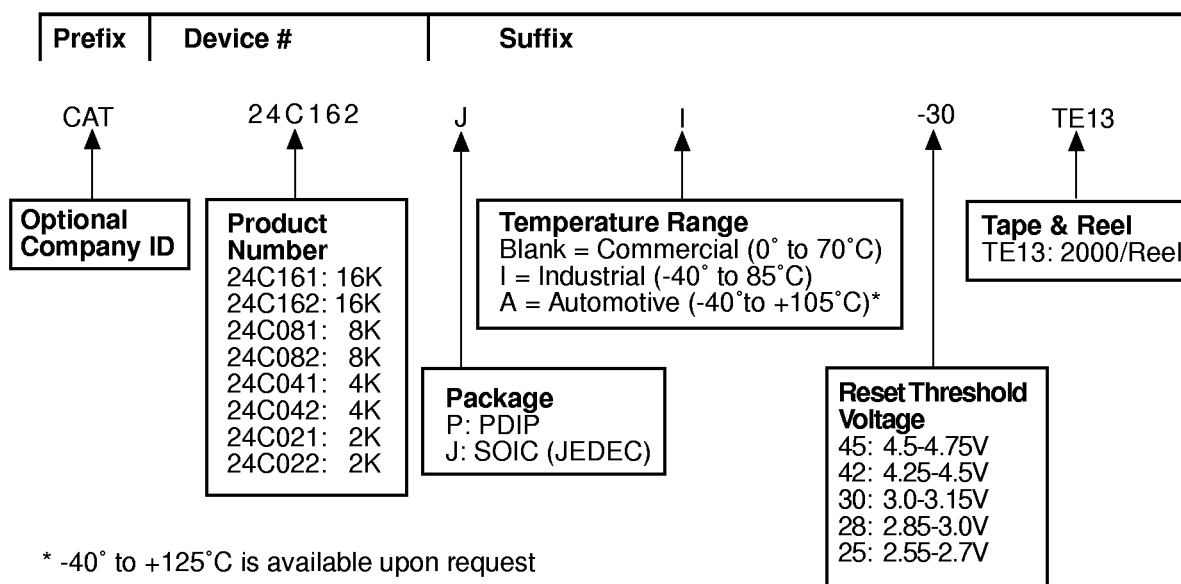 Prefix Device # Suffix
CAT 24C162 J I -30 TE13
Optional
Company ID
Product
Number
24C161: 16K
24C162: 16K
24C081: 8K
24C082: 8K
24C041: 4K
24C042: 4K
24C021: 2K
24C022: 2K
Temperature Range
Blank = Commercial (0˚ to 70˚C)
I = Industrial (-40˚ to 85˚C)
A = Automotive (-40˚to +105˚C)*
Tape & Reel
TE13: 2000/Reel
Package
P: PDIP
J: SOIC (JEDEC)
Reset Threshold
Voltage
45: 4.5-4.75V
42: 4.25-4.5V
30: 3.0-3.15V
28: 2.85-3.0V
25: 2.55-2.7V
* -40˚ to +125˚C is available upon request